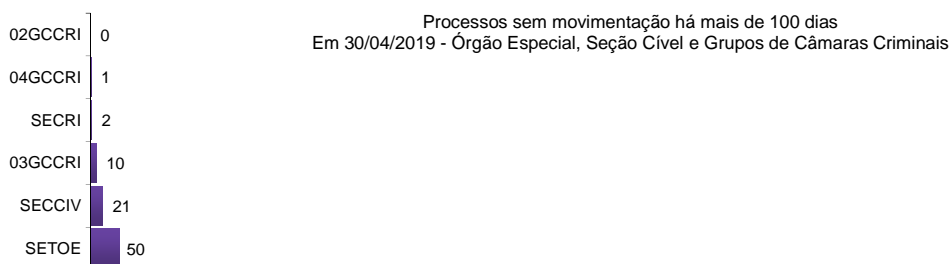 Processos sem movimentação há mais de 100 dias
Em 30/04/2019 - Órgão Especial, Seção Cível e Grupos de Câmaras Criminais
02GCCRI 0
04GCCRI 1
SECRI 2
03GCCRI 10
SECCIV 21
SETOE 50